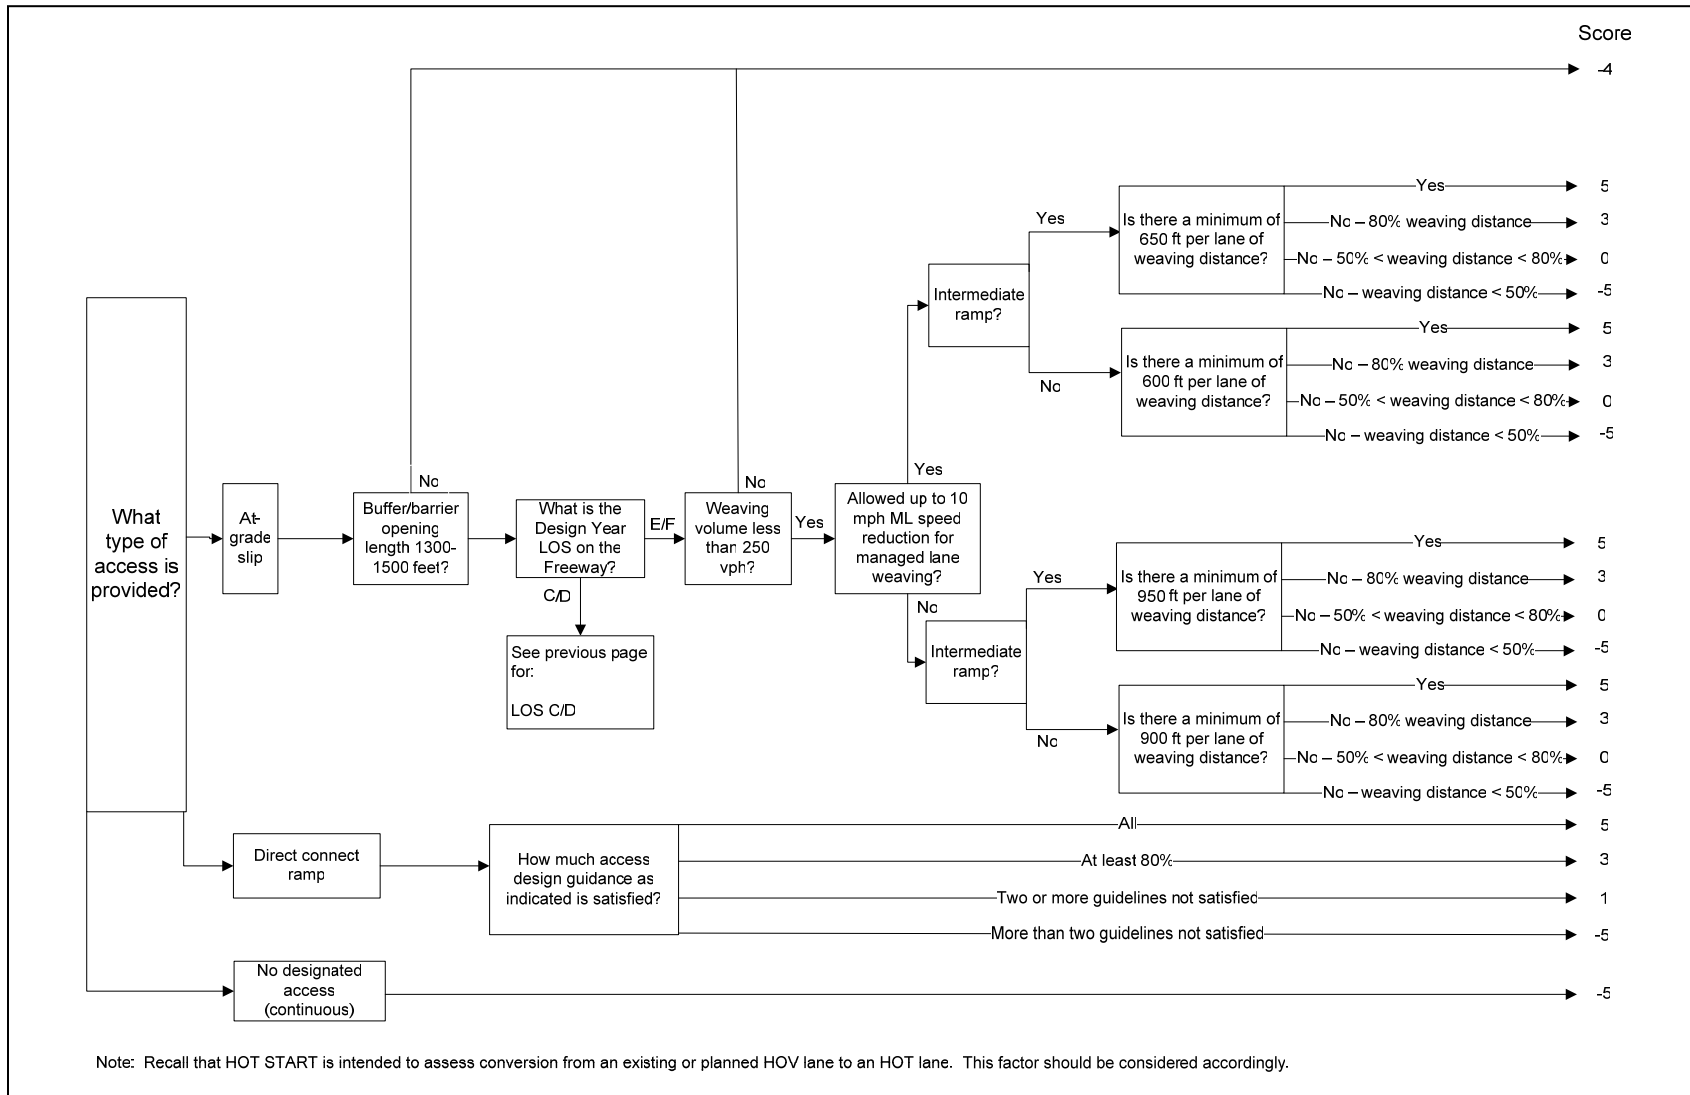 Score
-4
What
type of
access is
provided?
At-
grade
slip
No
Buffer/barrier
opening
length 1300-
1500 feet?
What is the
Design Year
LOS on the
Freeway?
E/F
C/D
See previous page
for:
LOS C/D
No
Weaving
volume less
than 250
vph?
Yes
Allowed up to 10
mph ML speed
reduction for
managed lane
weaving?
Yes
Intermediate
ramp?
Yes
Is there a minimum of
650 ft per lane of
weaving distance?
Yes 5
No – 80% weaving distance 3
No – 50% < weaving distance < 80% 0
No – weaving distance < 50% -5
No
Is there a minimum of
600 ft per lane of
weaving distance?
Yes 5
No – 80% weaving distance 3
No – 50% < weaving distance < 80% 0
No – weaving distance < 50% -5
No
Intermediate
ramp?
Yes
Is there a minimum of
950 ft per lane of
weaving distance?
Yes 5
No – 80% weaving distance 3
No – 50% < weaving distance < 80% 0
No – weaving distance < 50% -5
No
Is there a minimum of
900 ft per lane of
weaving distance?
Yes 5
No – 80% weaving distance 3
No – 50% < weaving distance < 80% 0
No – weaving distance < 50% -5
Direct connect
ramp
How much access
design guidance as
indicated is satisfied?
All 5
At least 80% 3
Two or more guidelines not satisfied 1
More than two guidelines not satisfied -5
No designated
access
(continuous)
-5
Note: Recall that HOT START is intended to assess conversion from an existing or planned HOV lane to an HOT lane. This factor should be considered accordingly.